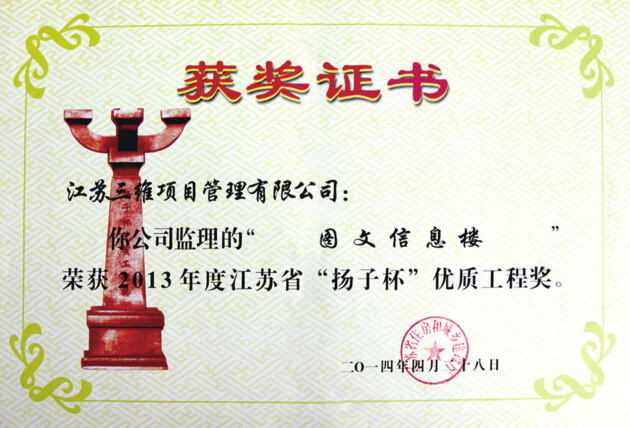 获奖证书
江苏三维项目管理有限公司:
你公司监理的“ 图文信息楼 ”
荣获2013年度江苏省“扬子杯”优质工程奖。
二〇一四年四月二十八日